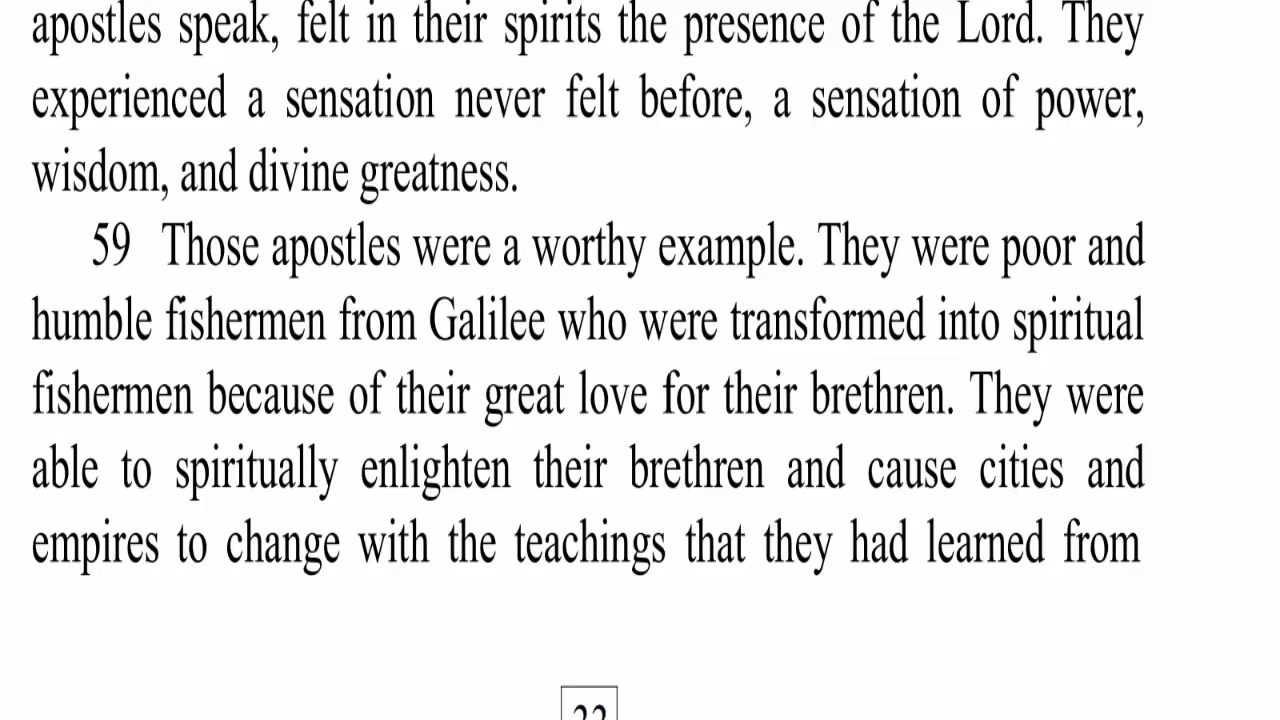 apostles speak, felt in their spirits the presence of the Lord. They
experienced a sensation never felt before, a sensation of power,
wisdom, and divine greatness.
59 Those apostles were a worthy example. They were poor and
humble fishermen from Galilee who were transformed into spiritual
fishermen because of their great love for their brethren. They were
able to spiritually enlighten their brethren and cause cities and
empires to change with the teachings that they had learned from